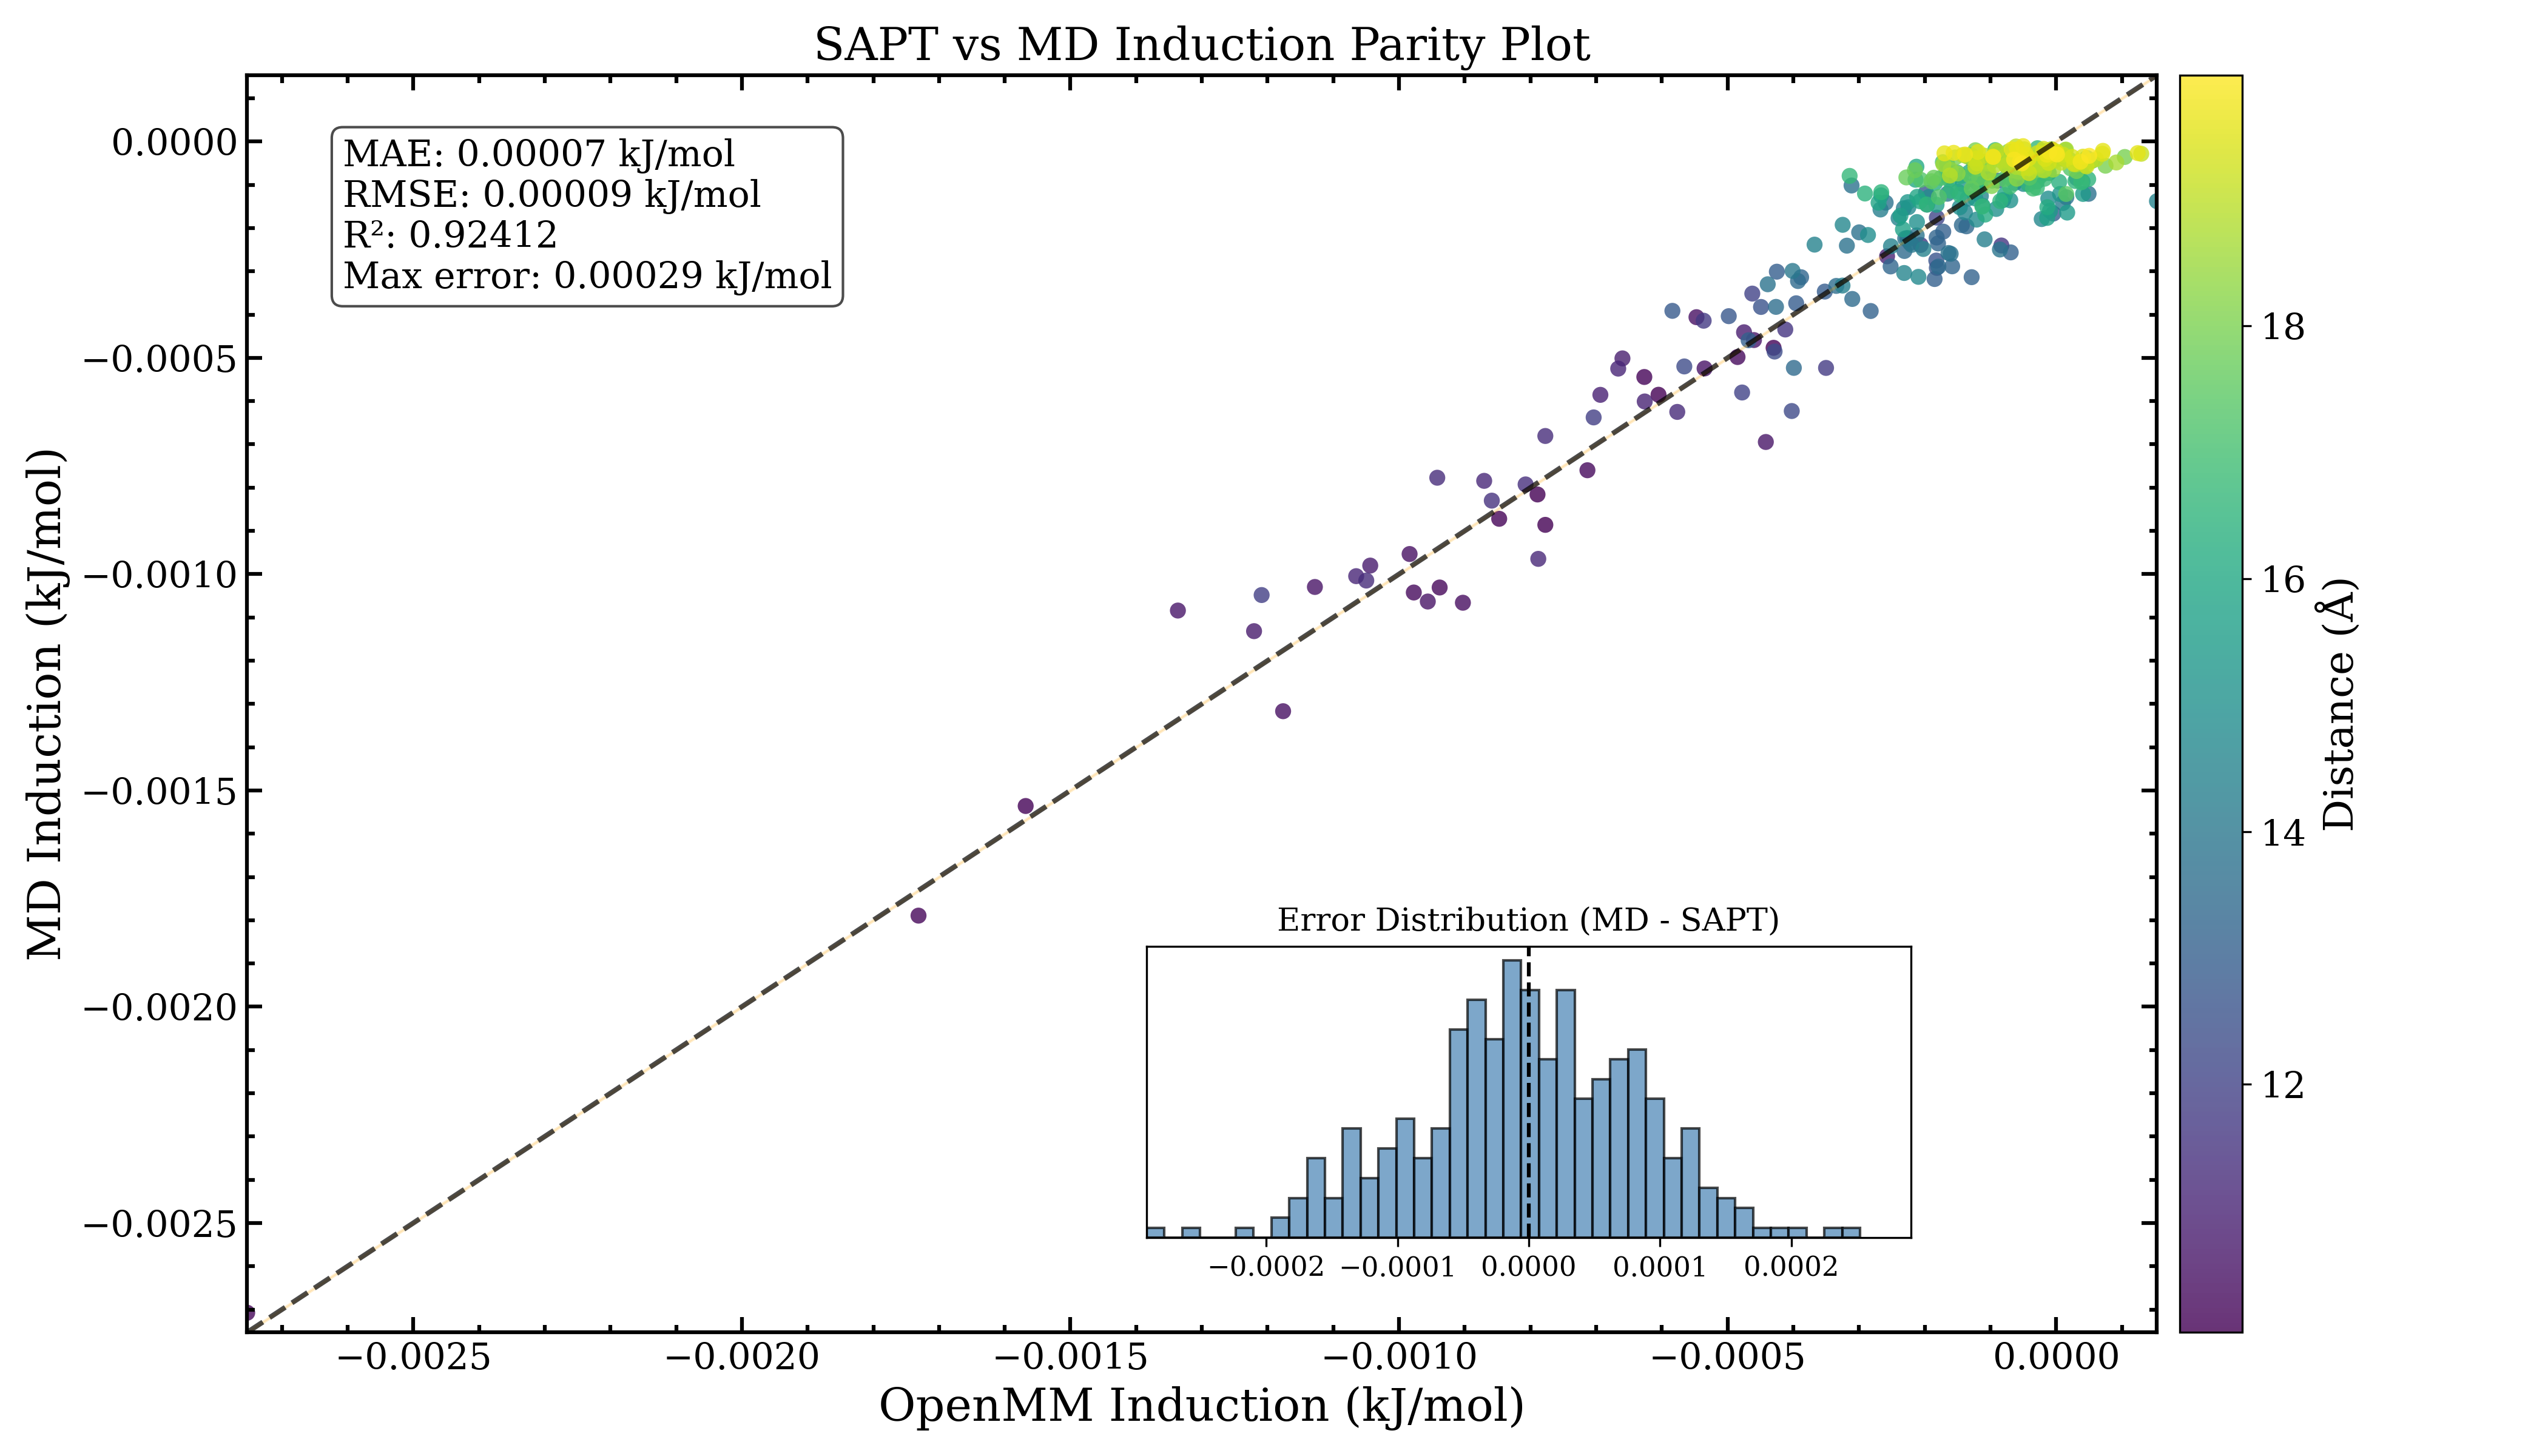 SAPT vs MD Induction Parity Plot
MAE: 0.00007 kJ/mol
RMSE: 0.00009 kJ/mol
R²: 0.92412
Max error: 0.00029 kJ/mol
MD Induction (kJ/mol)
0.0000
−0.0005
−0.0010
−0.0015
−0.0020
−0.0025
Error Distribution (MD - SAPT)
−0.0002 −0.0001 0.0000 0.0001 0.0002
−0.0025 −0.0020 −0.0015 −0.0010 −0.0005 0.0000
OpenMM Induction (kJ/mol)
18
16
14
12
Distance (Å)